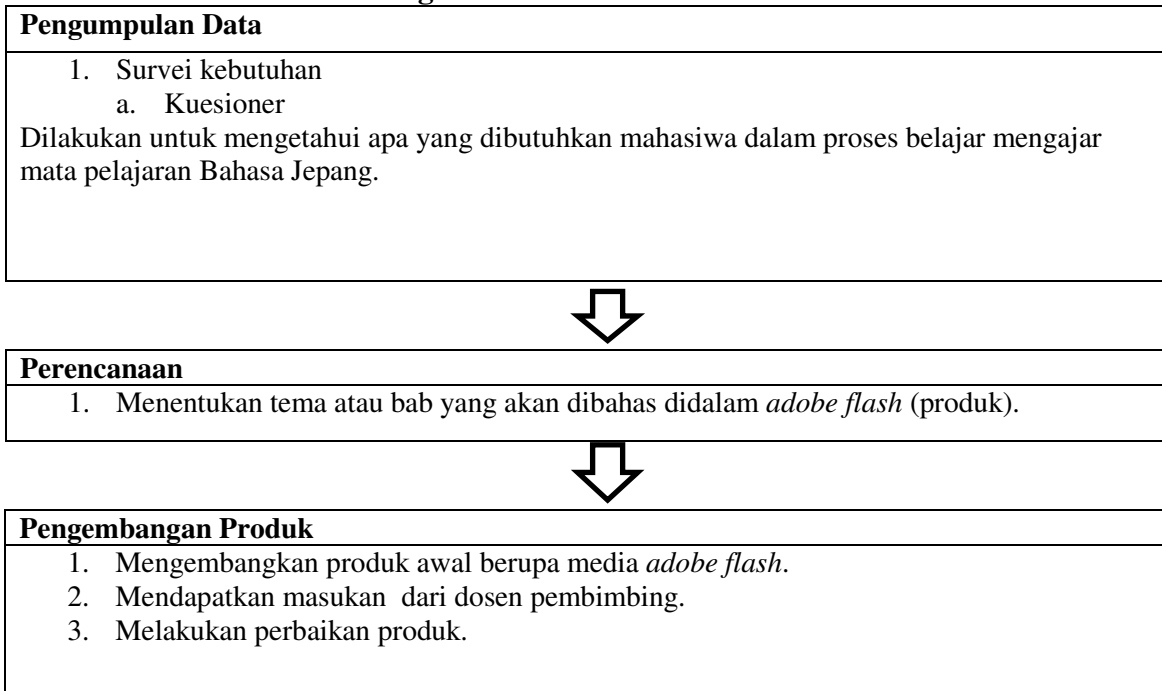 Pengumpulan Data
1. Survei kebutuhan
a. Kuesioner
Dilakukan untuk mengetahui apa yang dibutuhkan mahasiwa dalam proses belajar mengajar
mata pelajaran Bahasa Jepang.
Perencanaan
1. Menentukan tema atau bab yang akan dibahas didalam adobe flash (produk).
Pengembangan Produk
1. Mengembangkan produk awal berupa media adobe flash.
2. Mendapatkan masukan dari dosen pembimbing.
3. Melakukan perbaikan produk.